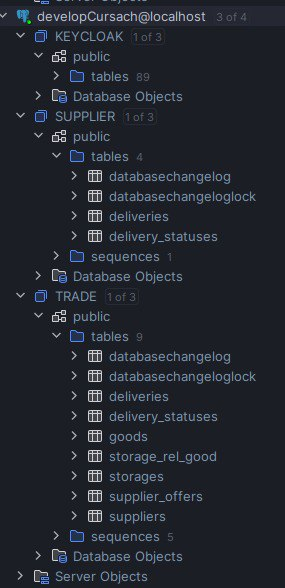 Server Objects
developCursach@localhost 3 of 4
KEYCLOAK 1 of 3
public
tables 89
Database Objects
SUPPLIER 1 of 3
public
tables 4
databasechangelog
databasechangeloglock
deliveries
delivery_statuses
sequences 1
Database Objects
TRADE 1 of 3
public
tables 9
databasechangelog
databasechangeloglock
deliveries
delivery_statuses
goods
storage_rel_good
storages
supplier_offers
suppliers
sequences 5
Database Objects
Server Objects